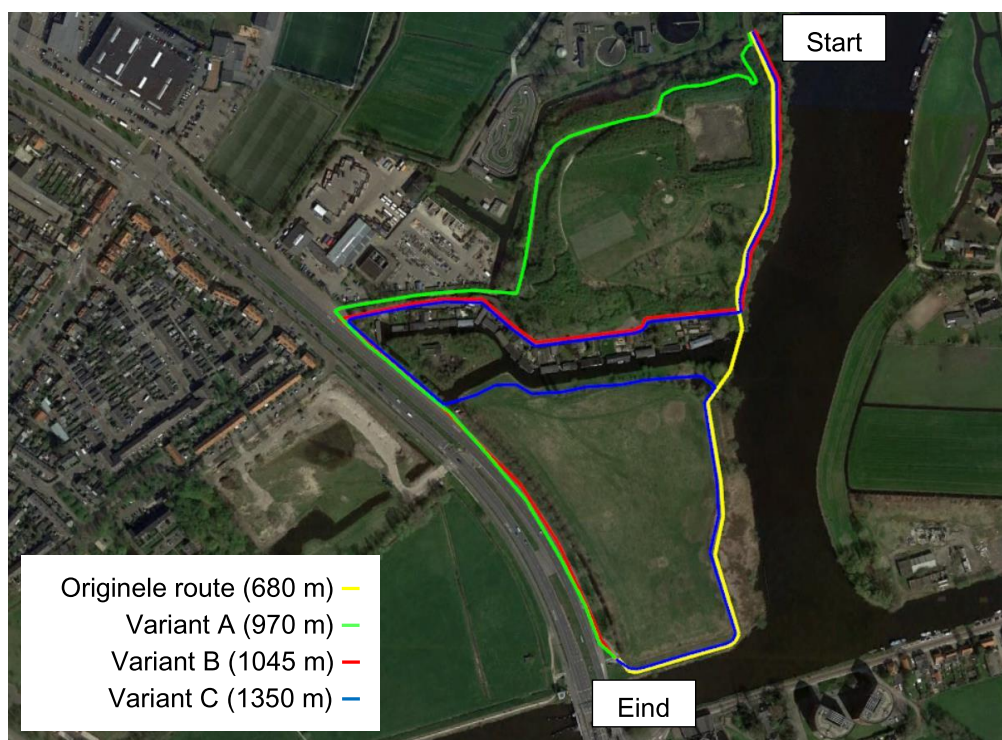 Start
Originele route (680 m)
Variant A (970 m)
Variant B (1045 m)
Variant C (1350 m)
Eind